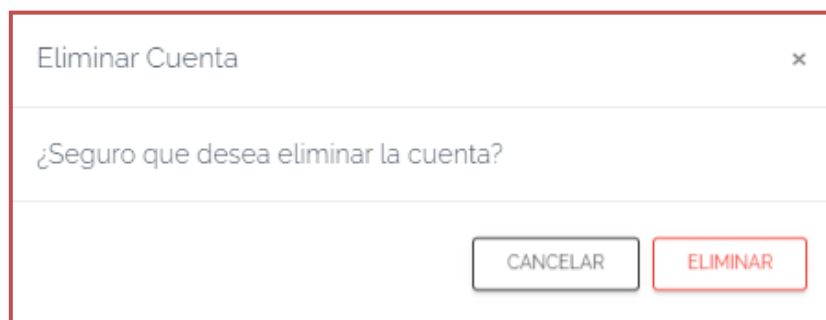 Eliminar Cuenta ×
¿Seguro que desea eliminar la cuenta?
CANCELAR ELIMINAR